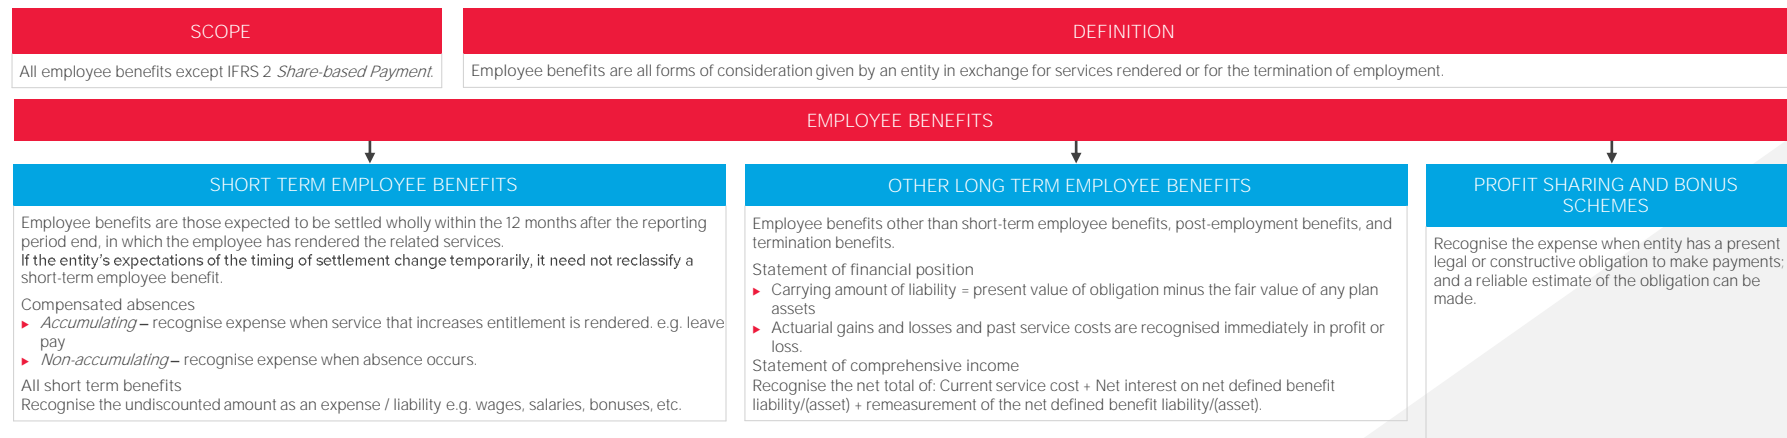 SCOPE
All employee benefits except IFRS 2 Share-based Payment.
DEFINITION
Employee benefits are all forms of consideration given by an entity in exchange for services rendered or for the termination of employment.
EMPLOYEE BENEFITS
SHORT TERM EMPLOYEE BENEFITS
Employee benefits are those expected to be settled wholly within the 12 months after the reporting
period end, in which the employee has rendered the related services.
If the entity's expectations of the timing of settlement change temporarily, it need not reclassify a
short-term employee benefit.
Compensated absences
► Accumulating – recognise expense when service that increases entitlement is rendered. e.g. leave
pay
► Non-accumulating – recognise expense when absence occurs.
All short term benefits
Recognise the undiscounted amount as an expense / liability e.g. wages, salaries, bonuses, etc.
OTHER LONG TERM EMPLOYEE BENEFITS
Employee benefits other than short-term employee benefits, post-employment benefits, and
termination benefits.
Statement of financial position
► Carrying amount of liability = present value of obligation minus the fair value of any plan
assets
► Actuarial gains and losses and past service costs are recognised immediately in profit or
loss.
Statement of comprehensive income
Recognise the net total of: Current service cost + Net interest on net defined benefit
liability/(asset) + remeasurement of the net defined benefit liability/(asset).
PROFIT SHARING AND BONUS
SCHEMES
Recognise the expense when entity has a present
legal or constructive obligation to make payments;
and a reliable estimate of the obligation can be
made.